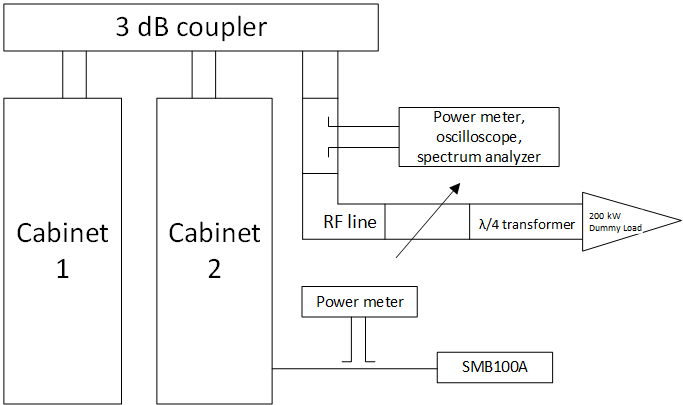 3 dB coupler
Power meter,
oscilloscope,
spectrum analyzer
Cabinet
1
Cabinet
2
RF line
λ/4 transformer
200 kW
Dummy Load
Power meter
SMB100A